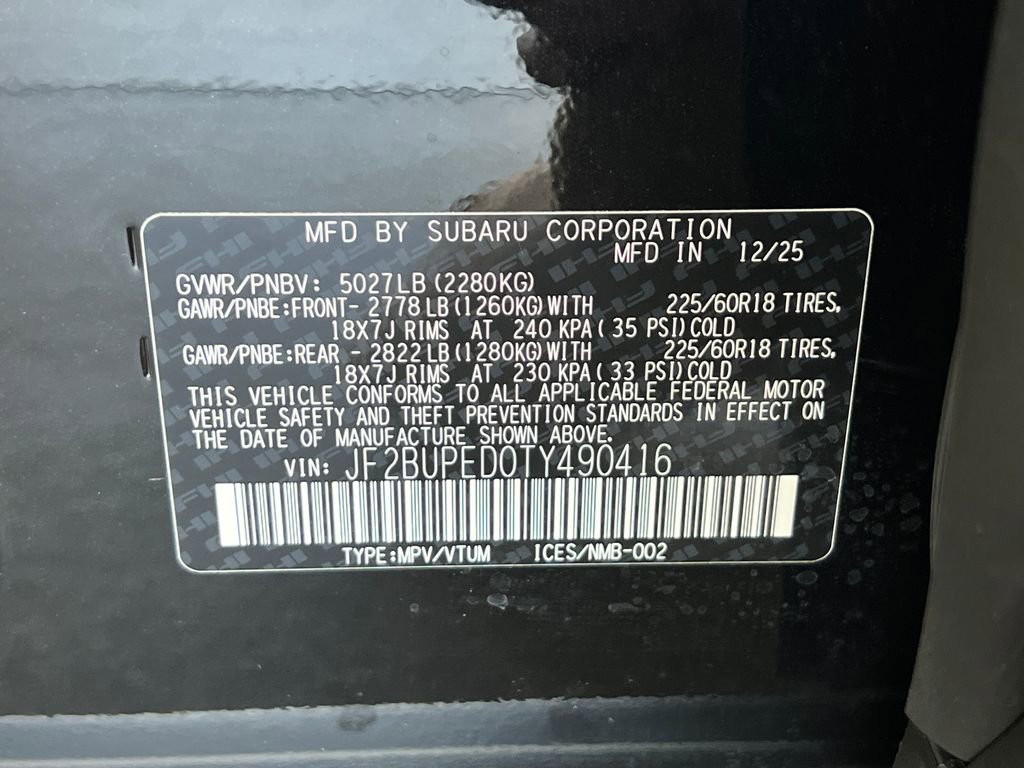 MFD BY SUBARU CORPORATION
MFD IN 12/25
GVWR/PNBV: 5027LB (2280KG)
GAWR/PNBE:FRONT- 2778 LB(1260KG)WITH 225/60R18 TIRES,
18X7J RIMS AT 240 KPA( 35 PSI)COLD
GAWR/PNBE:REAR - 2822 LB(1280KG)WITH 225/60R18 TIRES,
18X7J RIMS AT 230 KPA( 33 PSI)COLD
THIS VEHICLE CONFORMS TO ALL APPLICABLE FEDERAL MOTOR
VEHICLE SAFETY AND THEFT PREVENTION STANDARDS IN EFFECT ON
THE DATE OF MANUFACTURE SHOWN ABOVE.
VIN: JF2BUPED0TY490416
TYPE:MPV/VTUM ICES/NMB-002